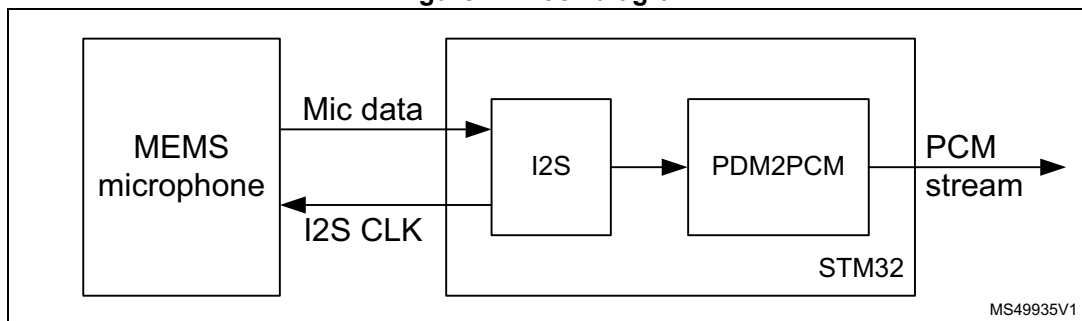 MEMS
microphone
Mic data
I2S CLK
I2S
PDM2PCM
PCM
stream
STM32
MS49935V1